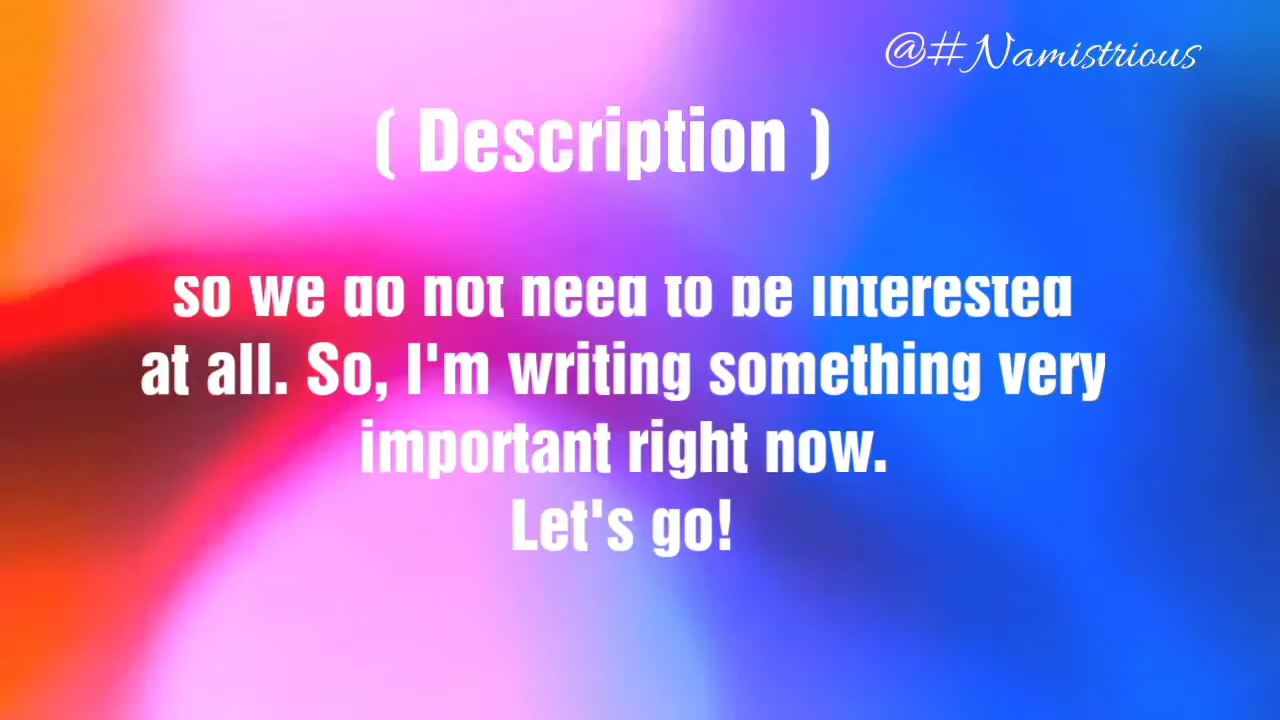 @#Namistrious
( Description )
so we do not need to be interested
at all. So, I'm writing something very
important right now.
Let's go!